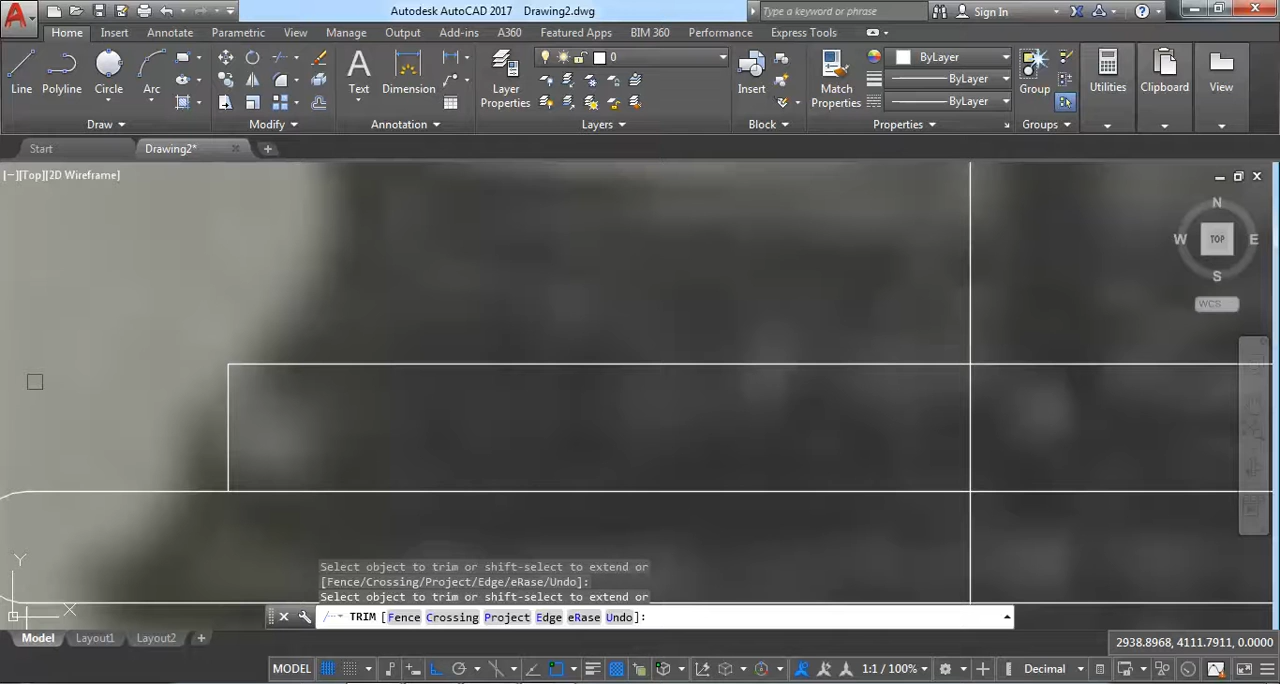 Autodesk AutoCAD 2017 Drawing2.dwg
Type a keyword or phrase
Sign In
Home Insert Annotate Parametric View Manage Output Add-ins A360 Featured Apps BIM 360 Performance Express Tools
Line Polyline Circle Arc
Text Dimension
Layer Properties
0
Insert
Match Properties
ByLayer
ByLayer
ByLayer
Group
Utilities Clipboard View
Draw Modify Annotation Layers Block Properties Groups
Start Drawing2*
[−][Top][2D Wireframe]
N
W TOP E
S
WCS
Y
X
Select object to trim or shift-select to extend or
[Fence/Crossing/Project/Edge/eRase/Undo]:
Select object to trim or shift-select to extend or
TRIM [Fence Crossing Project Edge eRase Undo]:
Model Layout1 Layout2 +
2938.8968, 4111.7911, 0.0000
MODEL 1:1 / 100% Decimal